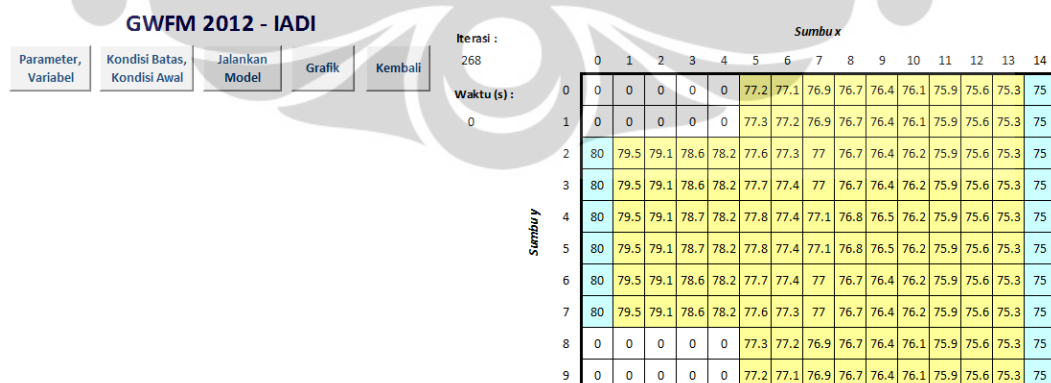 GWFM 2012 - IADI
Parameter, Variabel
Kondisi Batas, Kondisi Awal
Jalankan Model
Grafik
Kembali
Iterasi :
268
Waktu (s) :
0
Sumbu x
0 1 2 3 4 5 6 7 8 9 10 11 12 13 14
Sumbu y
0 0 0 0 0 0 77.2 77.1 76.9 76.7 76.4 76.1 75.9 75.6 75.3 75
1 0 0 0 0 0 77.3 77.2 76.9 76.7 76.4 76.1 75.9 75.6 75.3 75
2 80 79.5 79.1 78.6 78.2 77.6 77.3 77 76.7 76.4 76.2 75.9 75.6 75.3 75
3 80 79.5 79.1 78.6 78.2 77.7 77.4 77 76.7 76.4 76.2 75.9 75.6 75.3 75
4 80 79.5 79.1 78.7 78.2 77.8 77.4 77.1 76.8 76.5 76.2 75.9 75.6 75.3 75
5 80 79.5 79.1 78.7 78.2 77.8 77.4 77.1 76.8 76.5 76.2 75.9 75.6 75.3 75
6 80 79.5 79.1 78.6 78.2 77.7 77.4 77 76.7 76.4 76.2 75.9 75.6 75.3 75
7 80 79.5 79.1 78.6 78.2 77.6 77.3 77 76.7 76.4 76.2 75.9 75.6 75.3 75
8 0 0 0 0 0 77.3 77.2 76.9 76.7 76.4 76.1 75.9 75.6 75.3 75
9 0 0 0 0 0 77.2 77.1 76.9 76.7 76.4 76.1 75.9 75.6 75.3 75